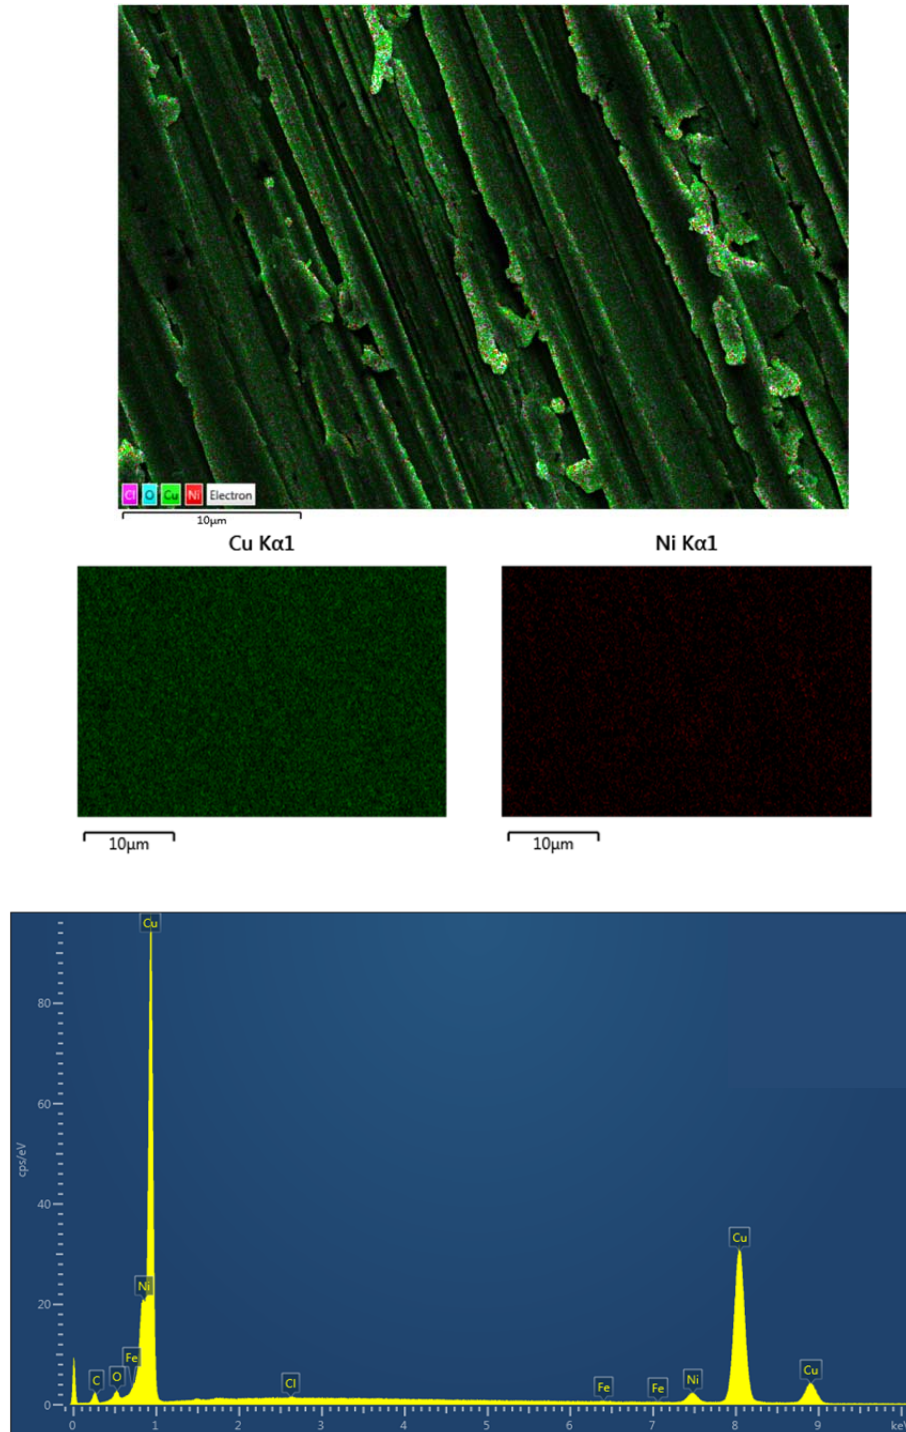 Cl O Cu Ni Electron
10μm
Cu Kα1
Ni Kα1
10μm
10μm
Cu
80
60
cps/eV
40
Cu
Ni
20
Fe
C
O
Cl
Fe
Fe
Ni
Cu
0
0 1 2 3 4 5 6 7 8 9 keV